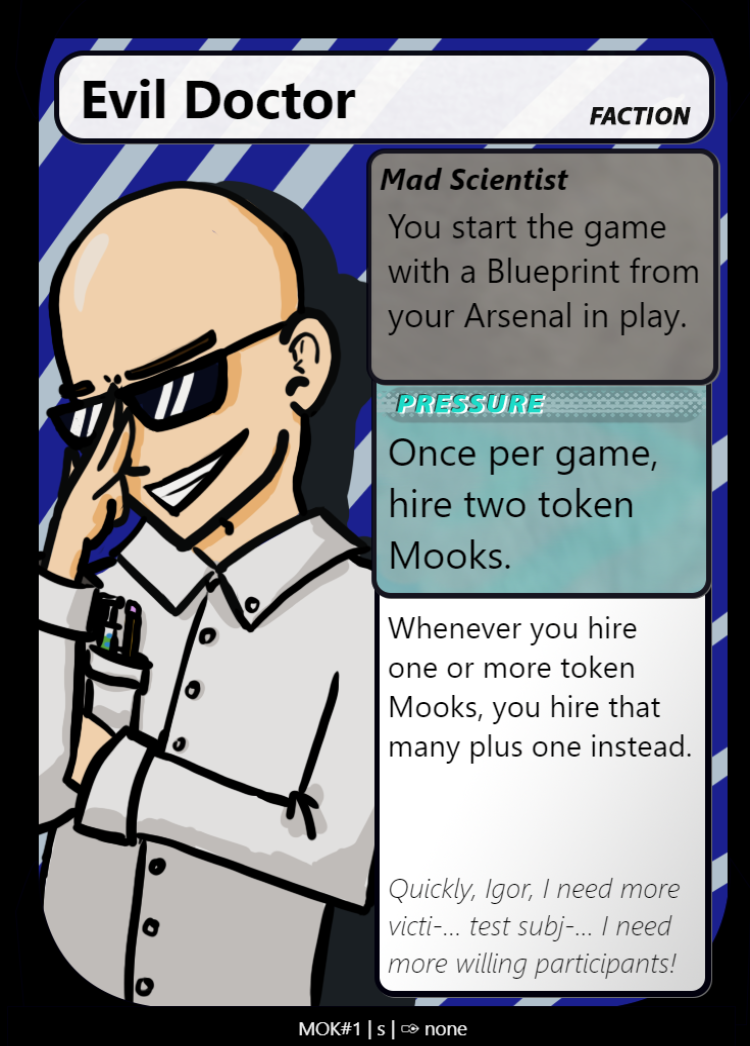 Evil Doctor
FACTION
Mad Scientist
You start the game
with a Blueprint from
your Arsenal in play.
PRESSURE
Once per game,
hire two token
Mooks.
Whenever you hire
one or more token
Mooks, you hire that
many plus one instead.
Quickly, Igor, I need more
victi-... test subj-... I need
more willing participants!
MOK#1 | s | ✑ none